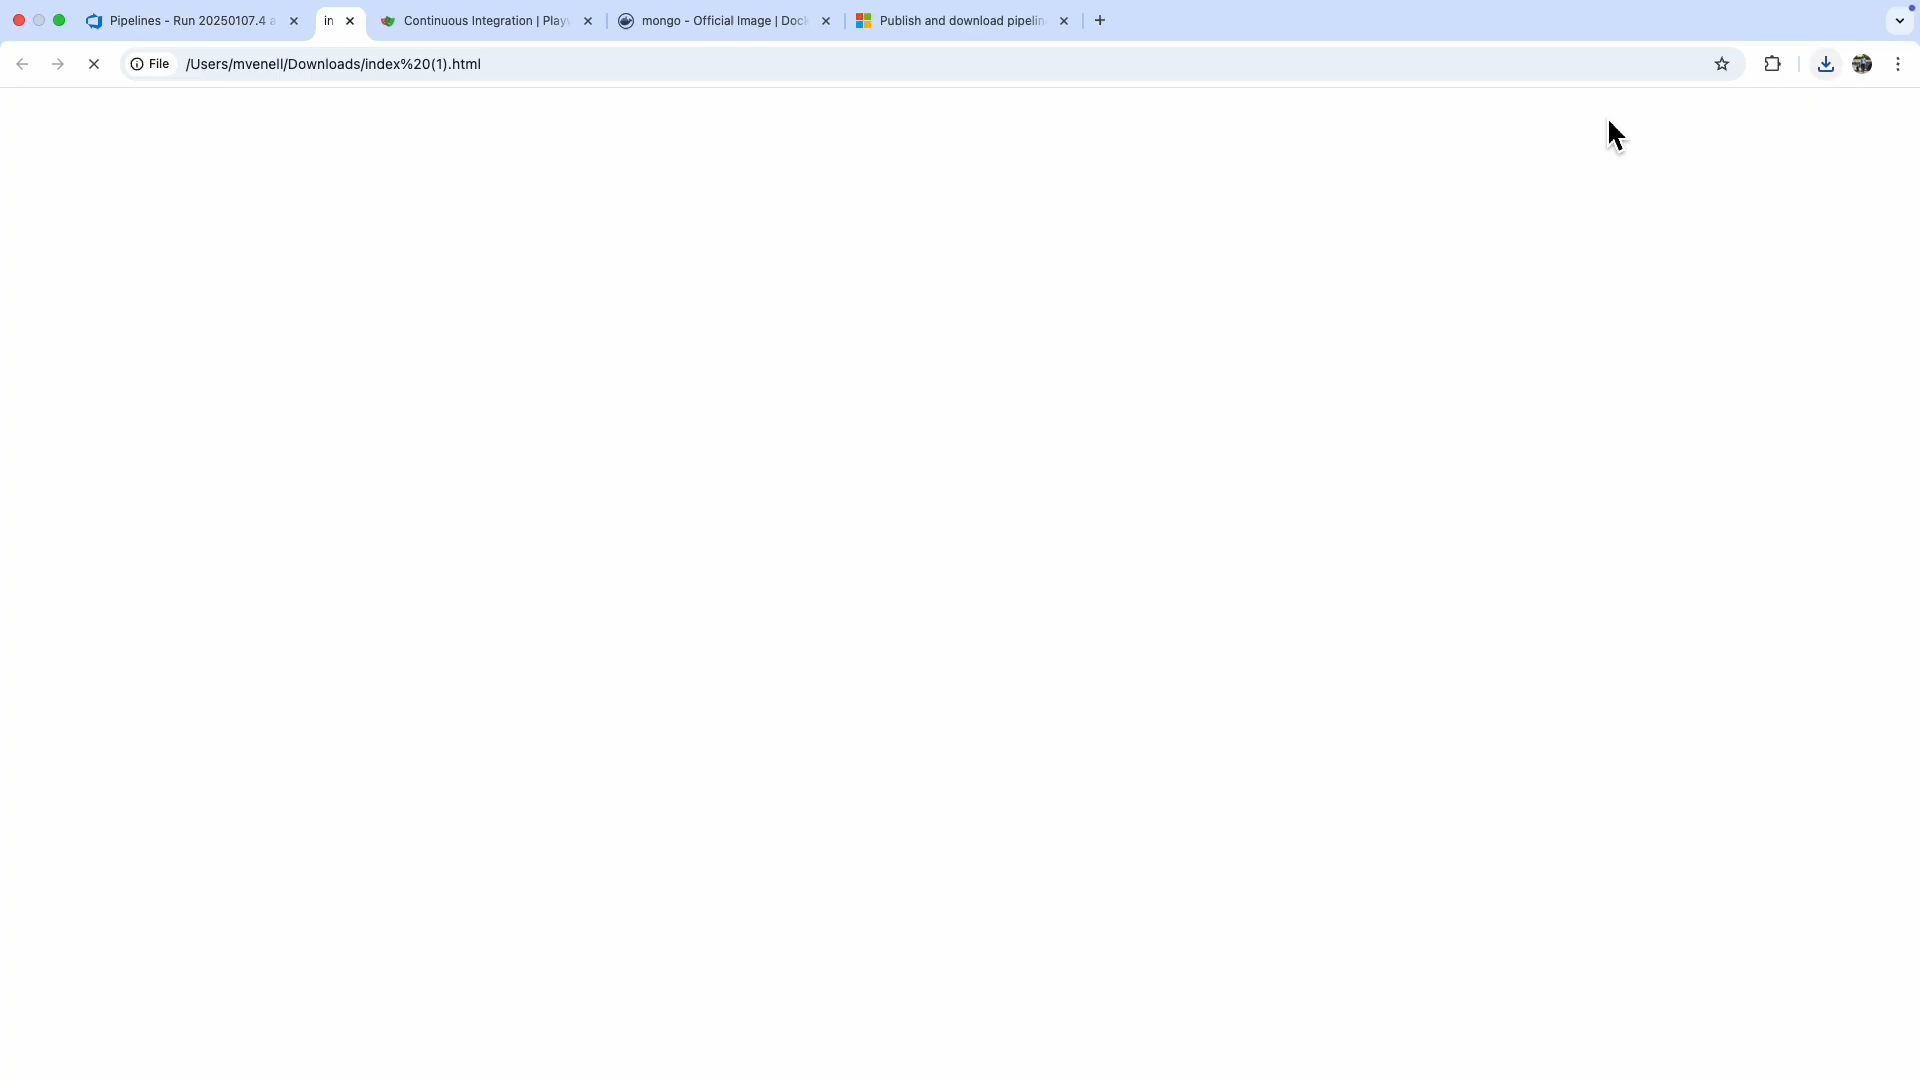 Pipelines - Run 20250107.4 a
in
Continuous Integration | Playw
mongo - Official Image | Dock
Publish and download pipelin
File
/Users/mvenell/Downloads/index%20(1).html